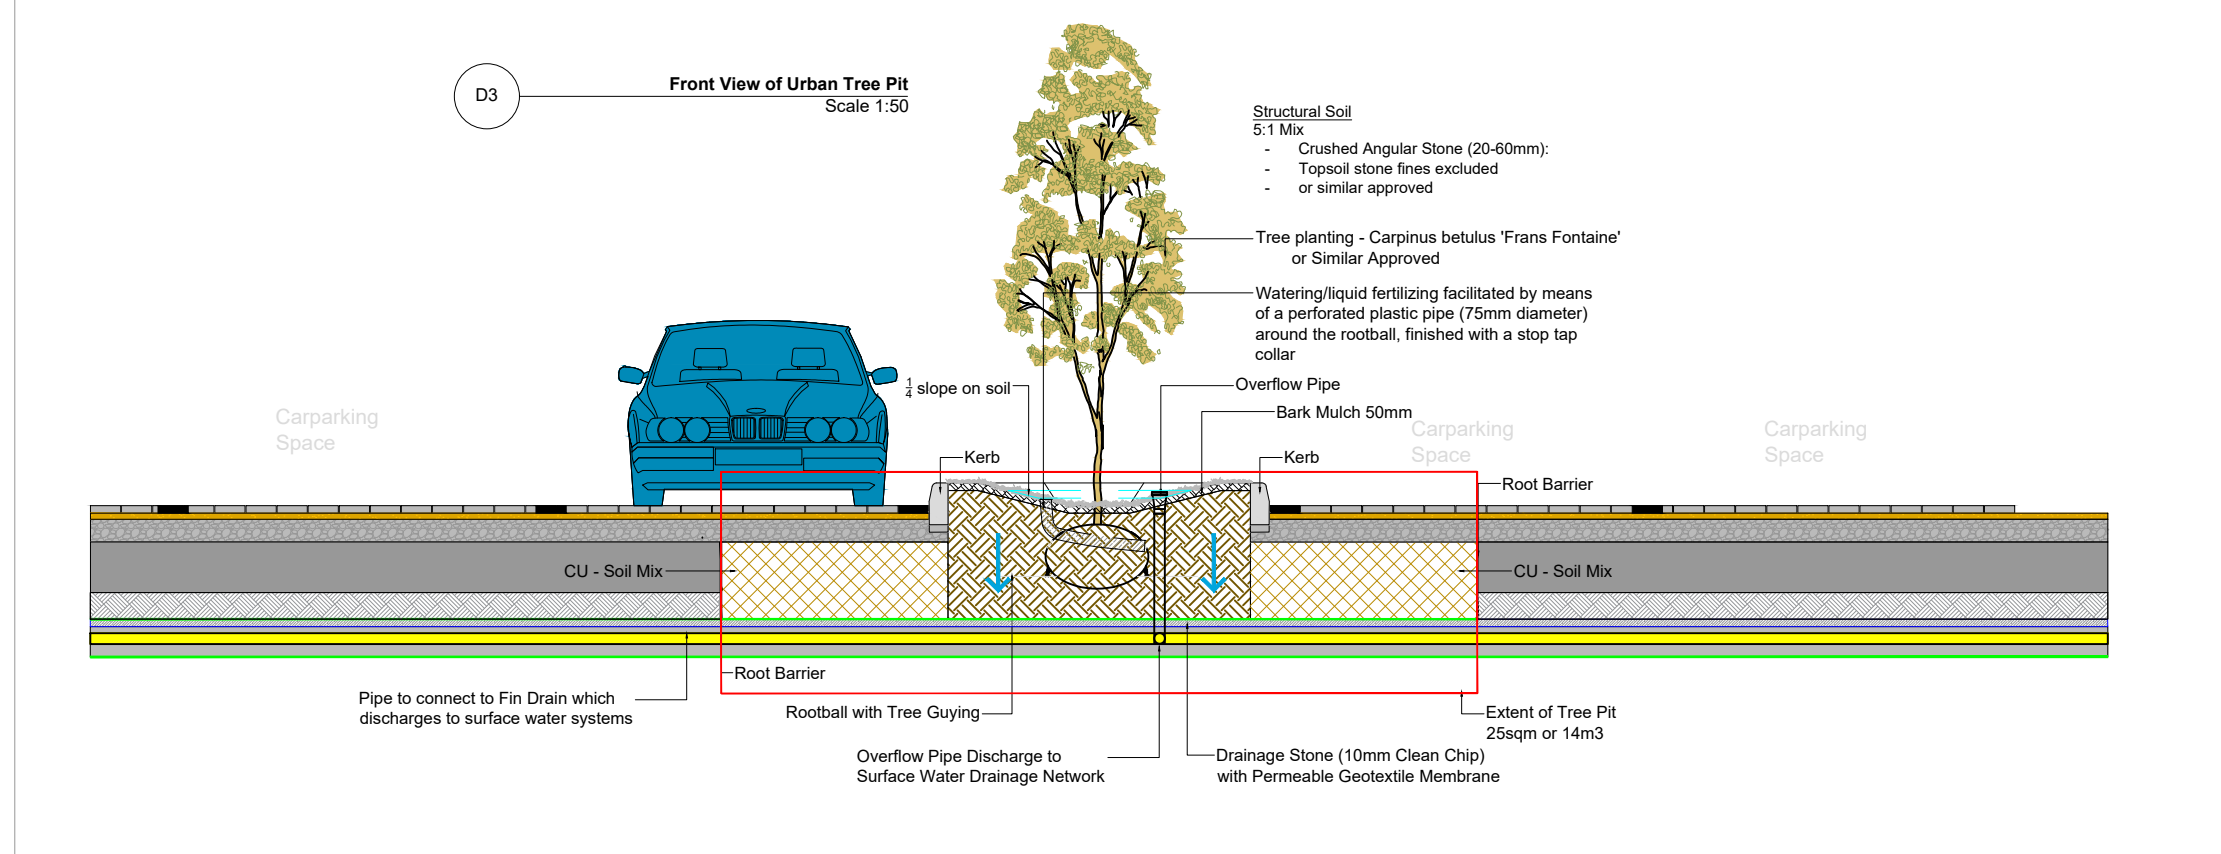 D3
Front View of Urban Tree Pit
Scale 1:50
Structural Soil
5:1 Mix
- Crushed Angular Stone (20-60mm):
- Topsoil stone fines excluded
- or similar approved
Tree planting - Carpinus betulus 'Frans Fontaine'
or Similar Approved
Watering/liquid fertilizing facilitated by means
of a perforated plastic pipe (75mm diameter)
around the rootball, finished with a stop tap
collar
1/4 slope on soil
Overflow Pipe
Bark Mulch 50mm
Carparking
Space
Carparking
Space
Carparking
Space
Kerb
Kerb
Root Barrier
CU - Soil Mix
CU - Soil Mix
Root Barrier
Pipe to connect to Fin Drain which
discharges to surface water systems
Rootball with Tree Guying
Extent of Tree Pit
25sqm or 14m3
Overflow Pipe Discharge to
Surface Water Drainage Network
Drainage Stone (10mm Clean Chip)
with Permeable Geotextile Membrane